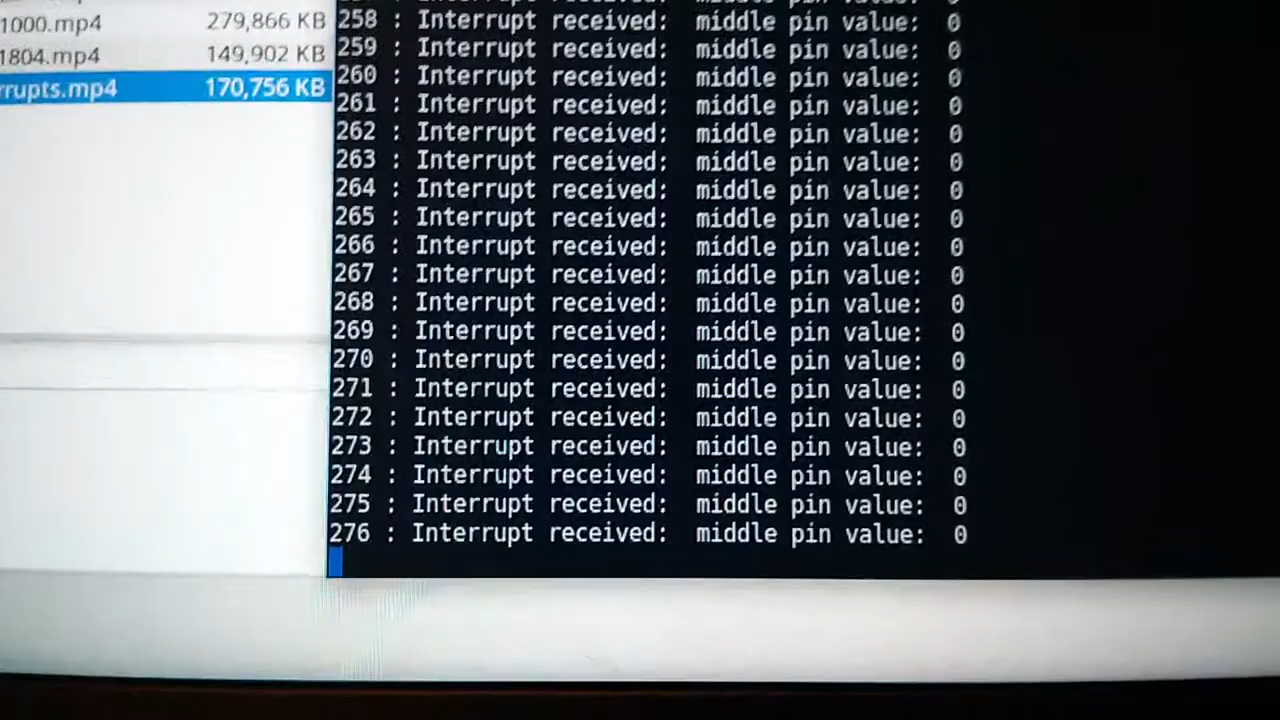 1000.mp4 279,866 KB
1804.mp4 149,902 KB
rrupts.mp4 170,756 KB
258 : Interrupt received: middle pin value: 0
259 : Interrupt received: middle pin value: 0
260 : Interrupt received: middle pin value: 0
261 : Interrupt received: middle pin value: 0
262 : Interrupt received: middle pin value: 0
263 : Interrupt received: middle pin value: 0
264 : Interrupt received: middle pin value: 0
265 : Interrupt received: middle pin value: 0
266 : Interrupt received: middle pin value: 0
267 : Interrupt received: middle pin value: 0
268 : Interrupt received: middle pin value: 0
269 : Interrupt received: middle pin value: 0
270 : Interrupt received: middle pin value: 0
271 : Interrupt received: middle pin value: 0
272 : Interrupt received: middle pin value: 0
273 : Interrupt received: middle pin value: 0
274 : Interrupt received: middle pin value: 0
275 : Interrupt received: middle pin value: 0
276 : Interrupt received: middle pin value: 0